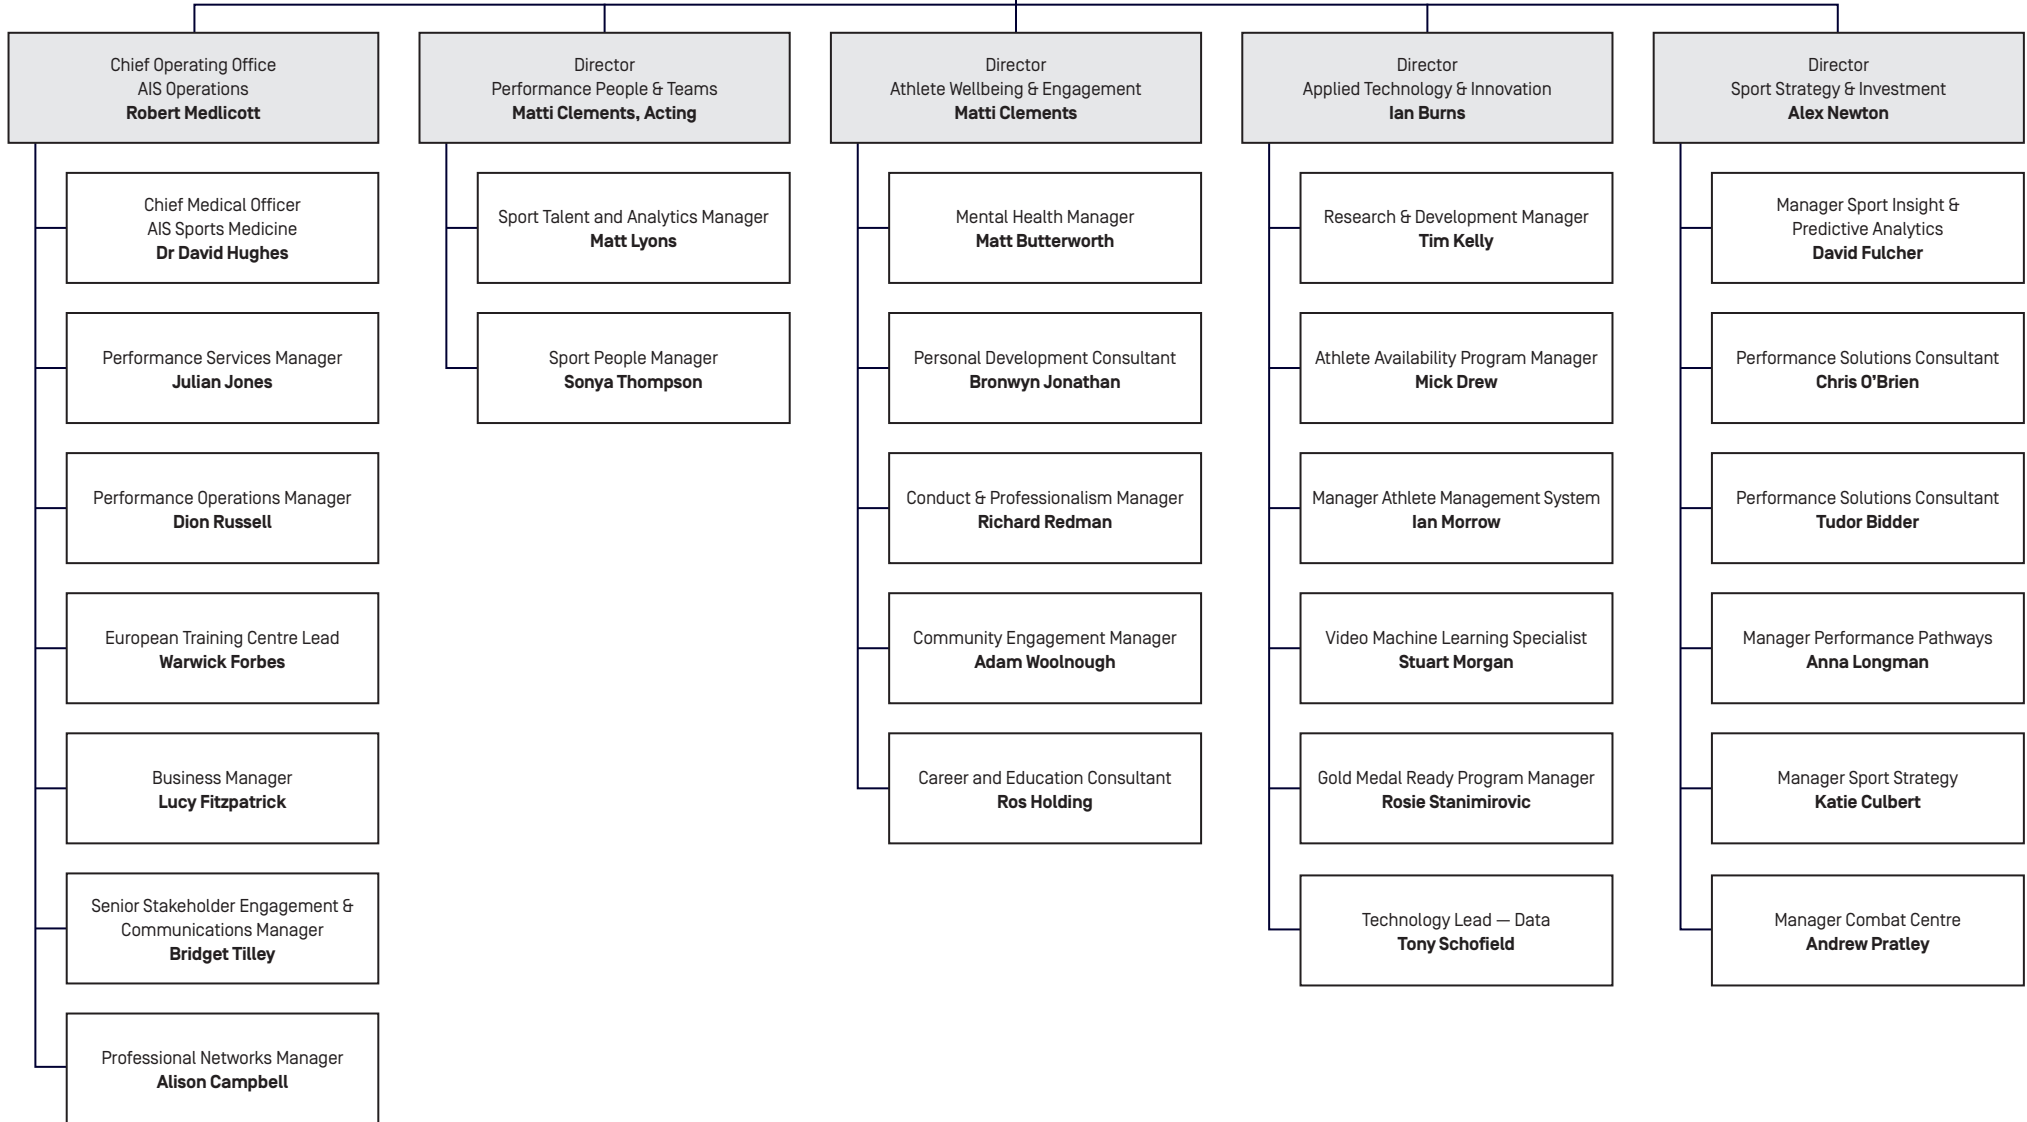 Chief Operating Office
AIS Operations
Robert Medlicott
Chief Medical Officer
AIS Sports Medicine
Dr David Hughes
Performance Services Manager
Julian Jones
Performance Operations Manager
Dion Russell
European Training Centre Lead
Warwick Forbes
Business Manager
Lucy Fitzpatrick
Senior Stakeholder Engagement &
Communications Manager
Bridget Tilley
Professional Networks Manager
Alison Campbell
Director
Performance People & Teams
Matti Clements, Acting
Sport Talent and Analytics Manager
Matt Lyons
Sport People Manager
Sonya Thompson
Director
Athlete Wellbeing & Engagement
Matti Clements
Mental Health Manager
Matt Butterworth
Personal Development Consultant
Bronwyn Jonathan
Conduct & Professionalism Manager
Richard Redman
Community Engagement Manager
Adam Woolnough
Career and Education Consultant
Ros Holding
Director
Applied Technology & Innovation
Ian Burns
Research & Development Manager
Tim Kelly
Athlete Availability Program Manager
Mick Drew
Manager Athlete Management System
Ian Morrow
Video Machine Learning Specialist
Stuart Morgan
Gold Medal Ready Program Manager
Rosie Stanimirovic
Technology Lead — Data
Tony Schofield
Director
Sport Strategy & Investment
Alex Newton
Manager Sport Insight &
Predictive Analytics
David Fulcher
Performance Solutions Consultant
Chris O'Brien
Performance Solutions Consultant
Tudor Bidder
Manager Performance Pathways
Anna Longman
Manager Sport Strategy
Katie Culbert
Manager Combat Centre
Andrew Pratley